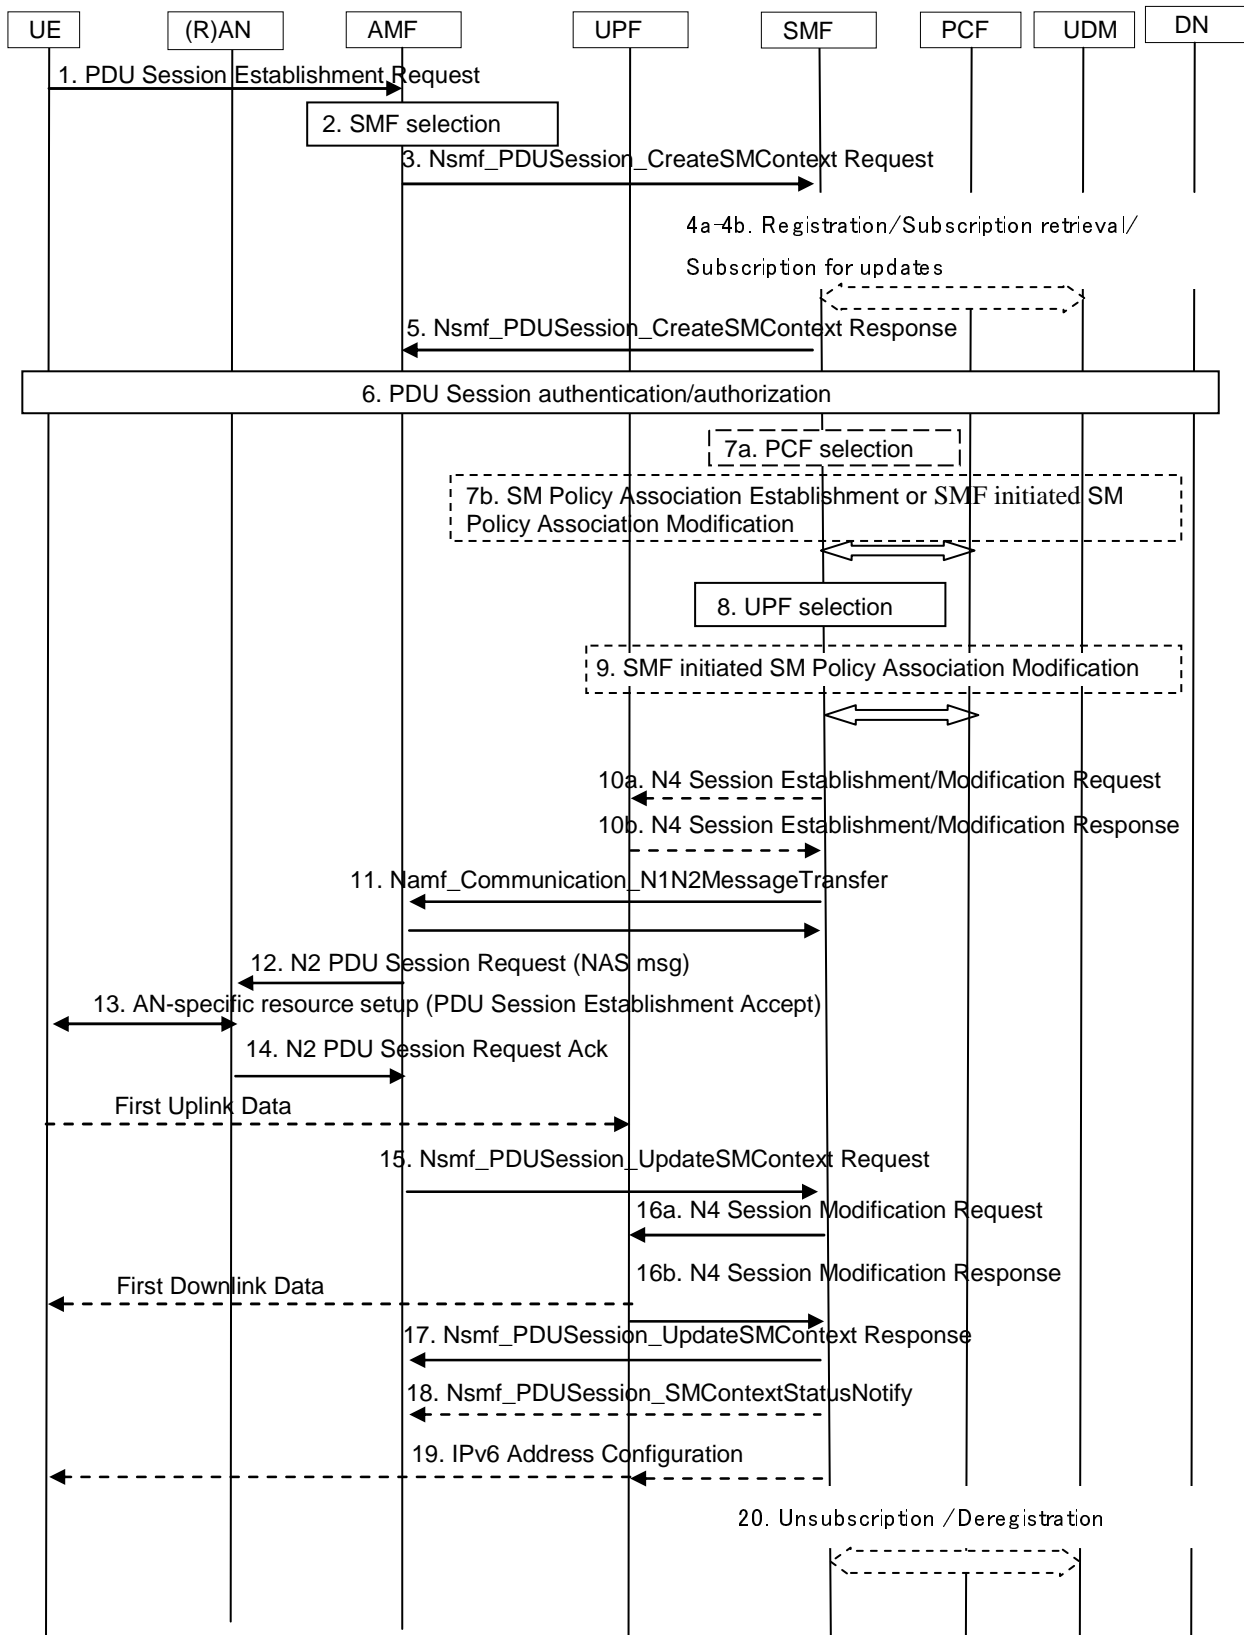 UE
(R)AN
AMF
UPF
SMF
PCF
UDM
DN
1. PDU Session Establishment Request
2. SMF selection
3. Nsmf_PDUSession_CreateSMContext Request
4a-4b. Registration/Subscription retrieval/
Subscription for updates
5. Nsmf_PDUSession_CreateSMContext Response
6. PDU Session authentication/authorization
7a. PCF selection
7b. SM Policy Association Establishment or SMF initiated SM
Policy Association Modification
8. UPF selection
9. SMF initiated SM Policy Association Modification
10a. N4 Session Establishment/Modification Request
10b. N4 Session Establishment/Modification Response
11. Namf_Communication_N1N2MessageTransfer
12. N2 PDU Session Request (NAS msg)
13. AN-specific resource setup (PDU Session Establishment Accept)
14. N2 PDU Session Request Ack
First Uplink Data
15. Nsmf_PDUSession_UpdateSMContext Request
16a. N4 Session Modification Request
16b. N4 Session Modification Response
First Downlink Data
17. Nsmf_PDUSession_UpdateSMContext Response
18. Nsmf_PDUSession_SMContextStatusNotify
19. IPv6 Address Configuration
20. Unsubscription /Deregistration